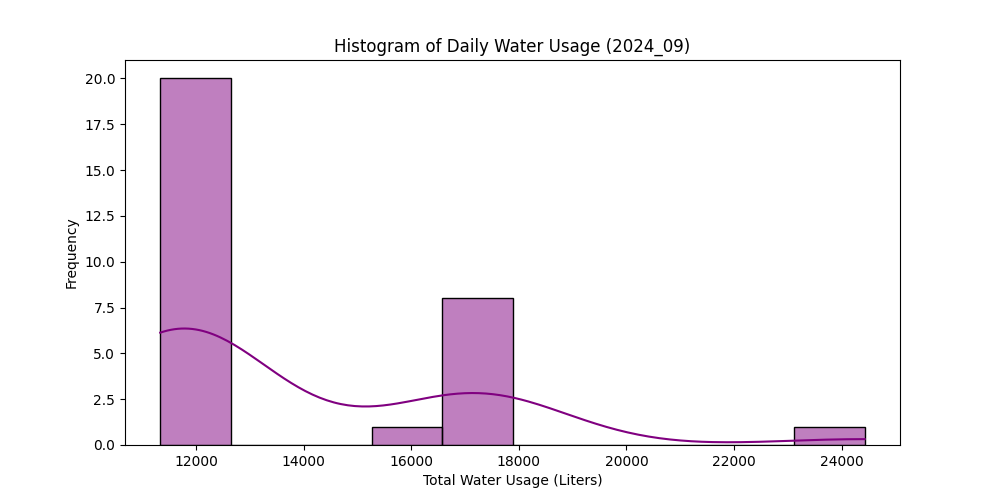 Histogram of Daily Water Usage (2024_09)
20.0
17.5
15.0
12.5
10.0
7.5
5.0
2.5
0.0
Frequency
12000 14000 16000 18000 20000 22000 24000
Total Water Usage (Liters)